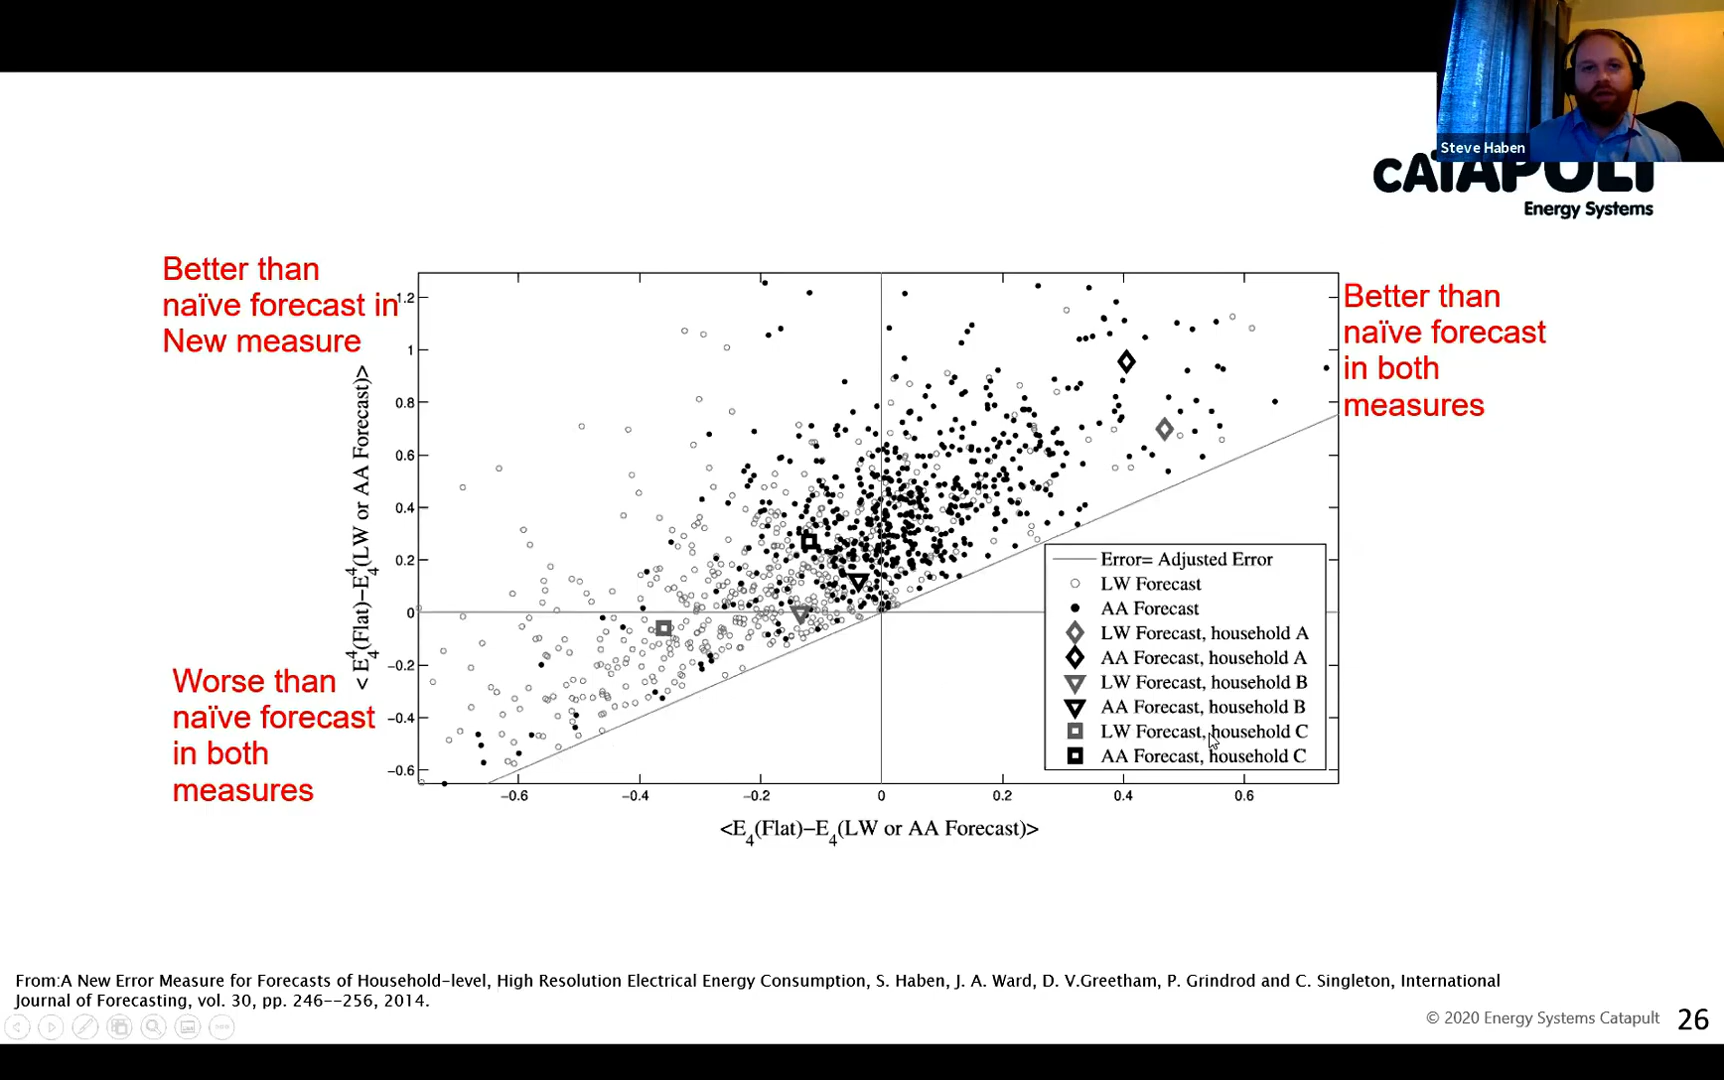 Steve Haben
CATAPULT
Energy Systems
Better than
naïve forecast in
New measure
Better than
naïve forecast
in both
measures
Worse than
naïve forecast
in both
measures
<E⁴₄(Flat)−E⁴₄(LW or AA Forecast)>
1.2
1
0.8
0.6
0.4
0.2
0
−0.2
−0.4
−0.6
Error= Adjusted Error
LW Forecast
AA Forecast
LW Forecast, household A
AA Forecast, household A
LW Forecast, household B
AA Forecast, household B
LW Forecast, household C
AA Forecast, household C
−0.6 −0.4 −0.2 0 0.2 0.4 0.6
<E₄(Flat)−E₄(LW or AA Forecast)>
From:A New Error Measure for Forecasts of Household-level, High Resolution Electrical Energy Consumption, S. Haben, J. A. Ward, D. V.Greetham, P. Grindrod and C. Singleton, International
Journal of Forecasting, vol. 30, pp. 246--256, 2014.
© 2020 Energy Systems Catapult 26